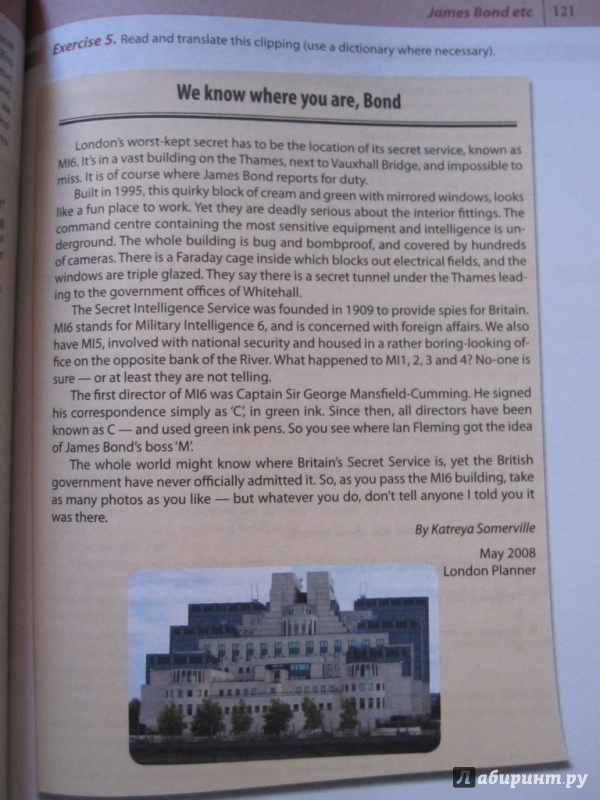 James Bond etc 121
Exercise 5. Read and translate this clipping (use a dictionary where necessary).
We know where you are, Bond
London's worst-kept secret has to be the location of its secret service, known as
MI6. It's in a vast building on the Thames, next to Vauxhall Bridge, and impossible to
miss. It is of course where James Bond reports for duty.
Built in 1995, this quirky block of cream and green with mirrored windows, looks
like a fun place to work. Yet they are deadly serious about the interior fittings. The
command centre containing the most sensitive equipment and intelligence is un-
derground. The whole building is bug and bombproof, and covered by hundreds
of cameras. There is a Faraday cage inside which blocks out electrical fields, and the
windows are triple glazed. They say there is a secret tunnel under the Thames lead-
ing to the government offices of Whitehall.
The Secret Intelligence Service was founded in 1909 to provide spies for Britain.
MI6 stands for Military Intelligence 6, and is concerned with foreign affairs. We also
have MI5, involved with national security and housed in a rather boring-looking of-
fice on the opposite bank of the River. What happened to MI1, 2, 3 and 4? No-one is
sure — or at least they are not telling.
The first director of MI6 was Captain Sir George Mansfield-Cumming. He signed
his correspondence simply as 'C', in green ink. Since then, all directors have been
known as C — and used green ink pens. So you see where Ian Fleming got the idea
of James Bond's boss 'M'.
The whole world might know where Britain's Secret Service is, yet the British
government have never officially admitted it. So, as you pass the MI6 building, take
as many photos as you like — but whatever you do, don't tell anyone I told you it
was there.
By Katreya Somerville
May 2008
London Planner
Лабиринт.ру